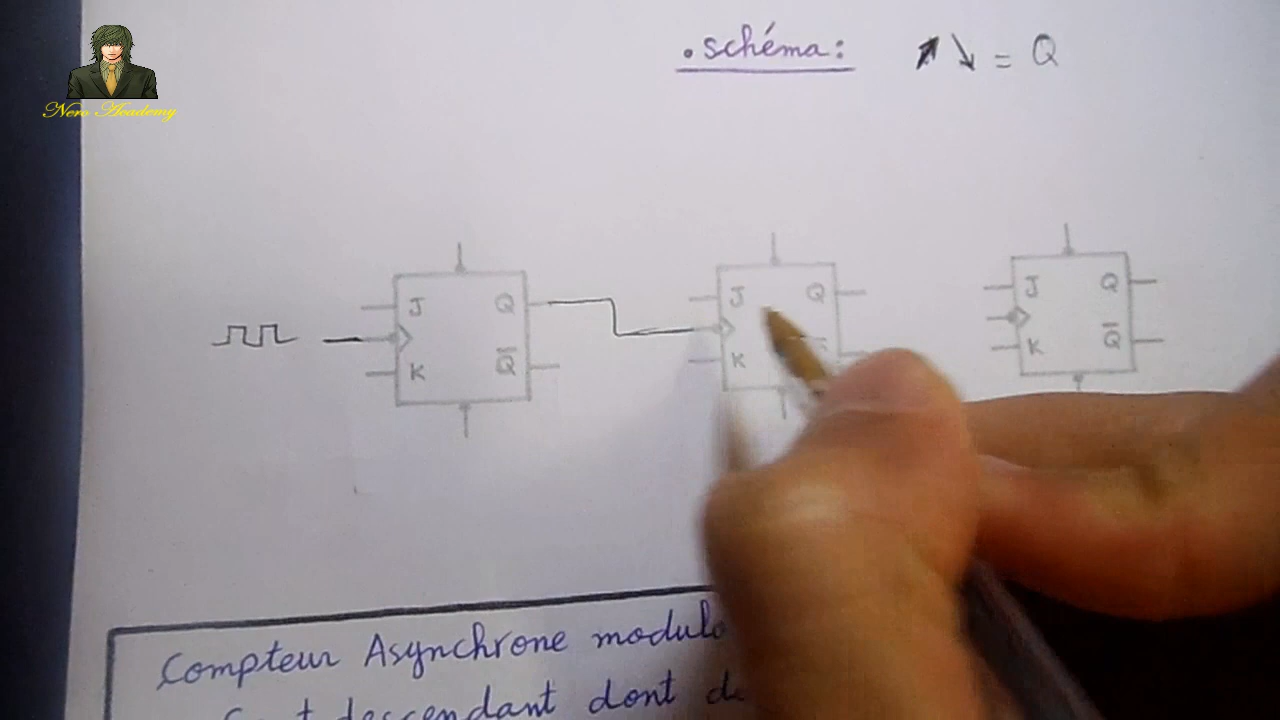 Nero Academy
.schéma: ↗ ↘ = Q
J Q J Q J Q
K Q̅ K K Q̅
Compteur Asynchrone modulo
descendant dont